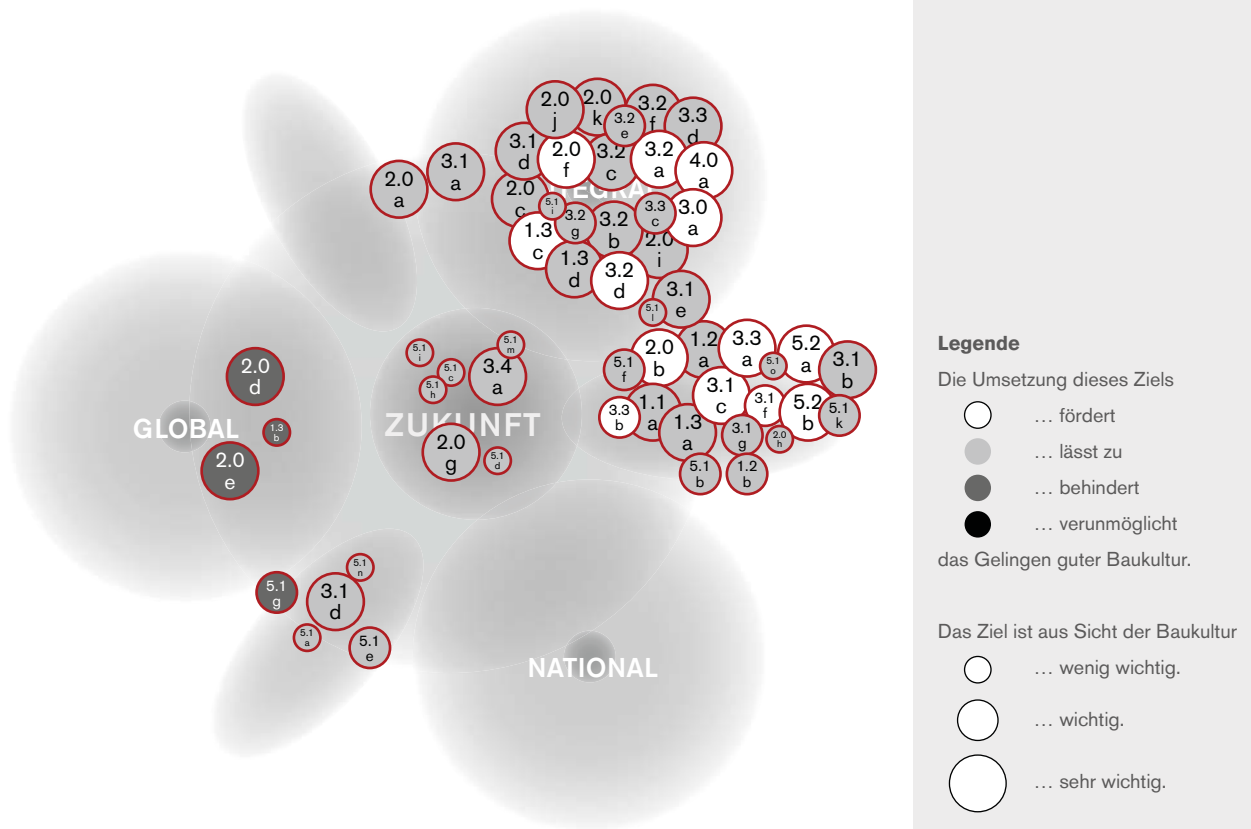 2.0
j
2.0
k
3.2
f
3.2
e
3.3
d
3.1
d
2.0
f
3.2
c
3.2
a
4.0
a
3.1
a
2.0
a
2.0
c
5.1
i
3.2
g
3.2
b
3.3
c
3.0
a
1.3
c
2.0
i
1.3
d
3.2
d
3.1
e
5.1
l
5.1
i
5.1
c
5.1
h
5.1
m
3.4
a
ZUKUNFT
2.0
g
5.1
d
2.0
d
GLOBAL
1.3
b
2.0
e
5.1
f
2.0
b
1.2
a
3.3
a
5.1
o
5.2
a
3.1
b
3.3
b
1.1
a
1.3
a
3.1
c
3.1
f
5.2
b
5.1
k
3.1
g
2.0
h
5.1
b
1.2
b
5.1
n
5.1
g
3.1
d
5.1
a
5.1
e
NATIONAL
Legende
Die Umsetzung dieses Ziels
… fördert
… lässt zu
… behindert
… verunmöglicht
das Gelingen guter Baukultur.
Das Ziel ist aus Sicht der Baukultur
… wenig wichtig.
… wichtig.
… sehr wichtig.